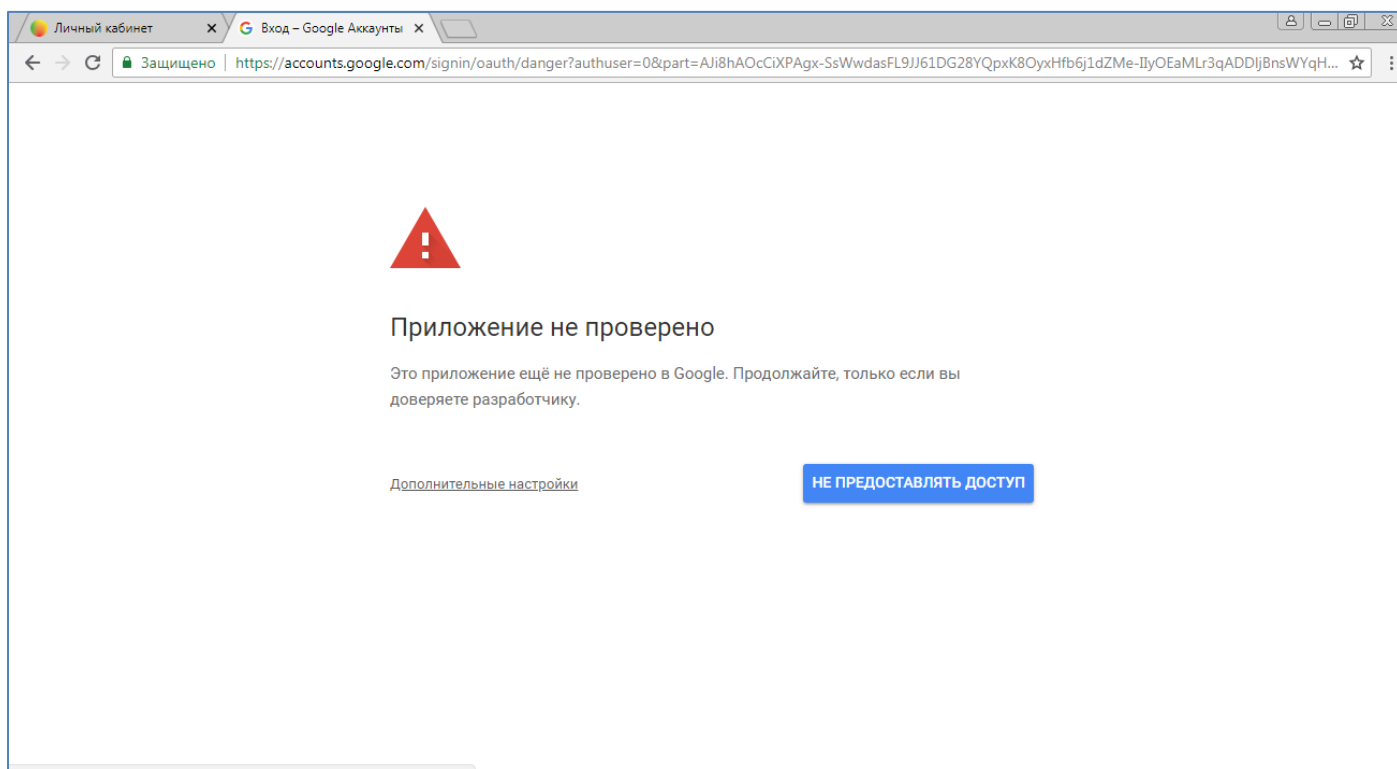 Личный кабинет
Вход – Google Аккаунты
Защищено
https://accounts.google.com/signin/oauth/danger?authuser=0&part=AJi8hAOcCiXPAgx-SsWwdasFL9JJ61DG28YQpxK8OyxHfb6j1dZMe-IIyOEaMLr3qADDljBnsWYqH...
Приложение не проверено
Это приложение ещё не проверено в Google. Продолжайте, только если вы
доверяете разработчику.
Дополнительные настройки
НЕ ПРЕДОСТАВЛЯТЬ ДОСТУП